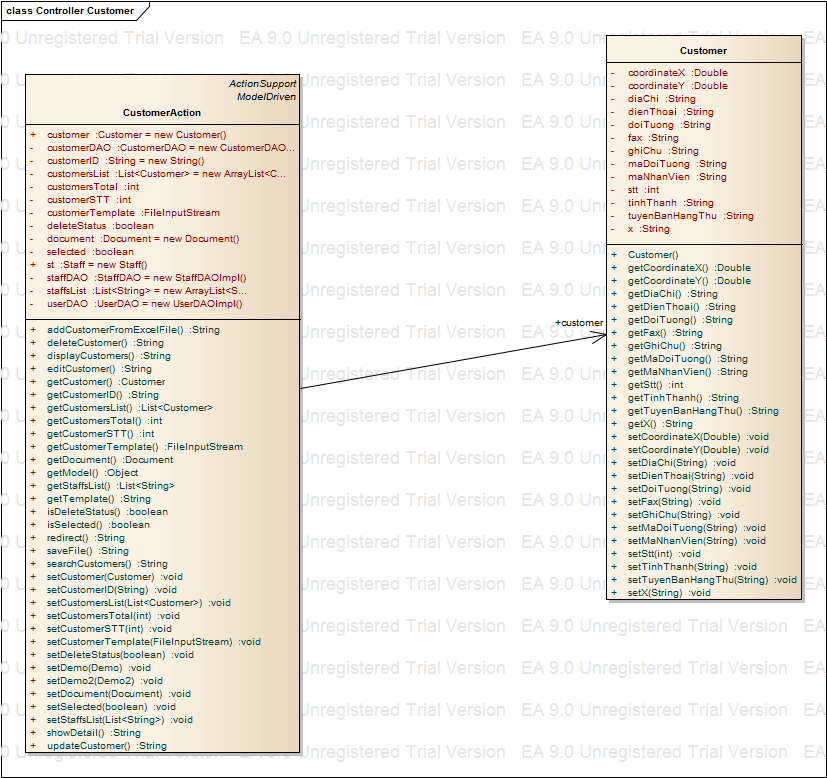 class Controller Customer
EA 9.0 Unregistered Trial Version
ActionSupport
ModelDriven
CustomerAction
+ customer :Customer = new Customer()
- customerDAO :CustomerDAO = new CustomerDAO...
- customerID :String = new String()
- customersList :List<Customer> = new ArrayList<C...
- customersTotal :int
- customerSTT :int
- customerTemplate :FileInputStream
- deleteStatus :boolean
- document :Document = new Document()
- selected :boolean
+ st :Staff = new Staff()
- staffDAO :StaffDAO = new StaffDAOImpl()
- staffsList :List<String> = new ArrayList<S...
- userDAO :UserDAO = new UserDAOImpl()
+ addCustomerFromExcelFile() :String
+ deleteCustomer() :String
+ displayCustomers() :String
+ editCustomer() :String
+ getCustomer() :Customer
+ getCustomerID() :String
+ getCustomersList() :List<Customer>
+ getCustomersTotal() :int
+ getCustomerSTT() :int
+ getCustomerTemplate() :FileInputStream
+ getDocument() :Document
+ getModel() :Object
+ getStaffsList() :List<String>
+ getTemplate() :String
+ isDeleteStatus() :boolean
+ isSelected() :boolean
+ redirect() :String
+ saveFile() :String
+ searchCustomers() :String
+ setCustomer(Customer) :void
+ setCustomerID(String) :void
+ setCustomersList(List<Customer>) :void
+ setCustomersTotal(int) :void
+ setCustomerSTT(int) :void
+ setCustomerTemplate(FileInputStream) :void
+ setDeleteStatus(boolean) :void
+ setDemo(Demo) :void
+ setDemo2(Demo2) :void
+ setDocument(Document) :void
+ setSelected(boolean) :void
+ setStaffsList(List<String>) :void
+ showDetail() :String
+ updateCustomer() :String
+customer
Customer
- coordinateX :Double
- coordinateY :Double
- diaChi :String
- dienThoai :String
- doiTuong :String
- fax :String
- ghiChu :String
- maDoiTuong :String
- maNhanVien :String
- stt :int
- tinhThanh :String
- tuyenBanHangThu :String
- x :String
+ Customer()
+ getCoordinateX() :Double
+ getCoordinateY() :Double
+ getDiaChi() :String
+ getDienThoai() :String
+ getDoiTuong() :String
+ getFax() :String
+ getGhiChu() :String
+ getMaDoiTuong() :String
+ getMaNhanVien() :String
+ getStt() :int
+ getTinhThanh() :String
+ getTuyenBanHangThu() :String
+ getX() :String
+ setCoordinateX(Double) :void
+ setCoordinateY(Double) :void
+ setDiaChi(String) :void
+ setDienThoai(String) :void
+ setDoiTuong(String) :void
+ setFax(String) :void
+ setGhiChu(String) :void
+ setMaDoiTuong(String) :void
+ setMaNhanVien(String) :void
+ setStt(int) :void
+ setTinhThanh(String) :void
+ setTuyenBanHangThu(String) :void
+ setX(String) :void